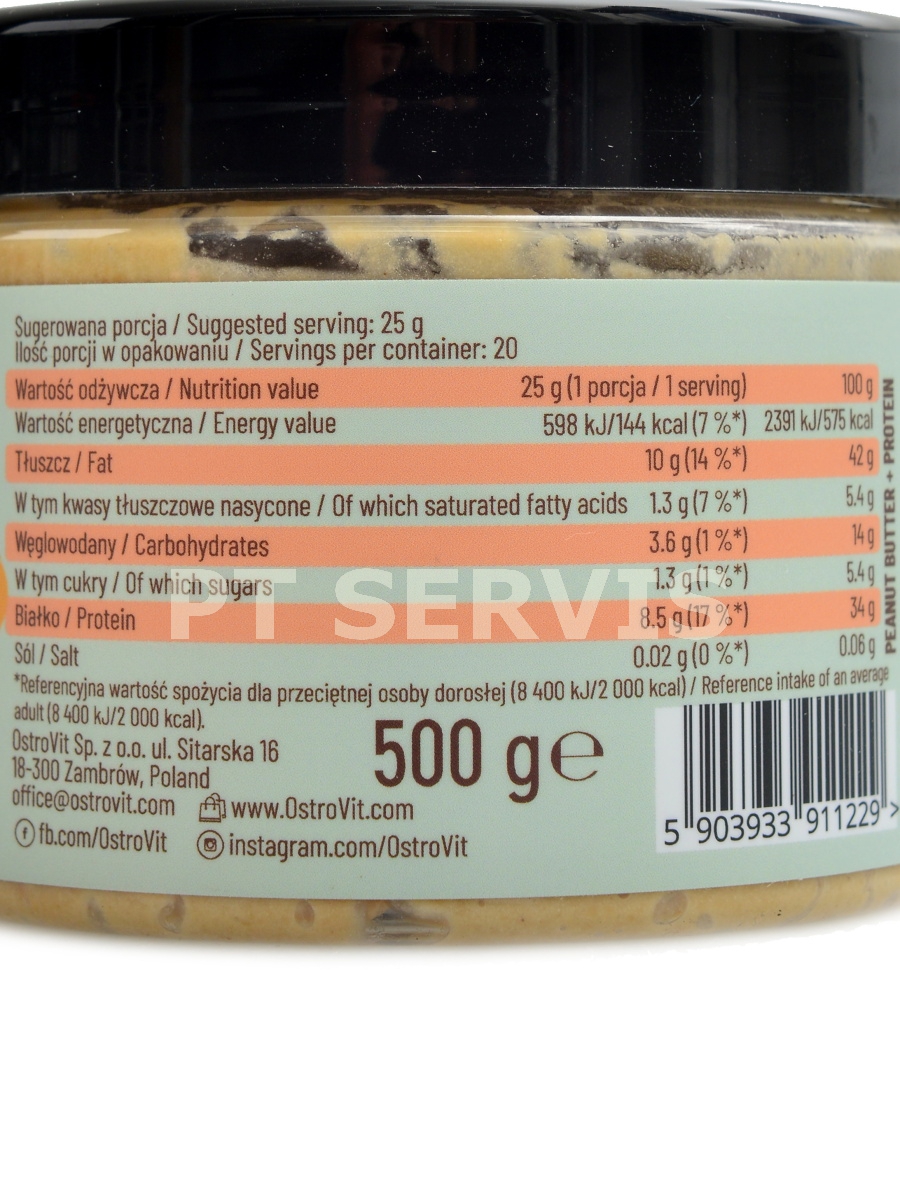 Sugerowana porcja / Suggested serving: 25 g
Ilość porcji w opakowaniu / Servings per container: 20
Wartość odżywcza / Nutrition value 25 g (1 porcja / 1 serving) 100 g
Wartość energetyczna / Energy value 598 kJ/144 kcal (7 %*) 2391 kJ/575 kcal
Tłuszcz / Fat 10 g (14 %*) 42 g
W tym kwasy tłuszczowe nasycone / Of which saturated fatty acids 1.3 g (7 %*) 5.4 g
Węglowodany / Carbohydrates 3.6 g (1 %*) 14 g
W tym cukry / Of which sugars 1.3 g (1 %*) 5.4 g
Białko / Protein 8.5 g (17 %*) 34 g
Sól / Salt 0.02 g (0 %*) 0.06 g
*Referencyjna wartość spożycia dla przeciętnej osoby dorosłej (8 400 kJ/2 000 kcal) / Reference intake of an average
adult (8 400 kJ/2 000 kcal).
PEANUT BUTTER + PROTEIN
PT SERVIS
OstroVit Sp. z o.o. ul. Sitarska 16
18-300 Zambrów, Poland
office@ostrovit.com www.OstroVit.com
fb.com/OstroVit instagram.com/OstroVit
500 g ℮
5 903933 911229 >